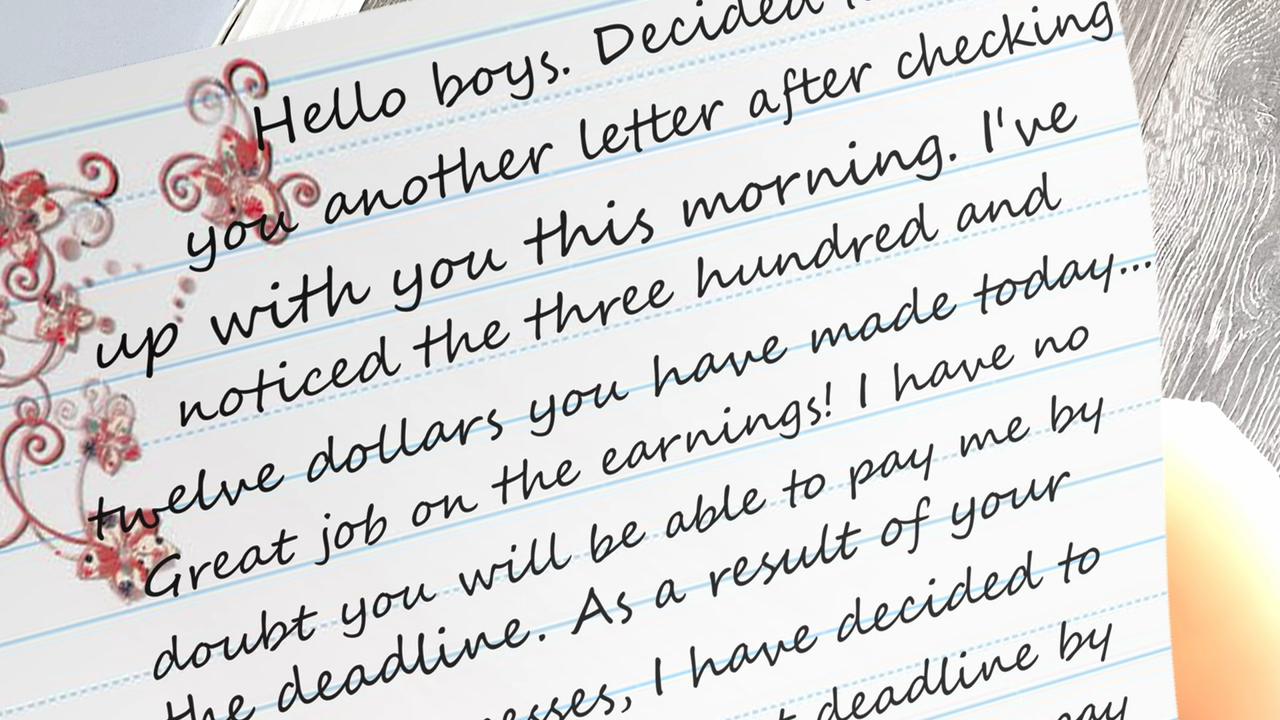 Hello boys. Decided
you another letter after checking
up with you this morning. I've
noticed the three hundred and
twelve dollars you have made today...
Great job on the earnings! I have no
doubt you will be able to pay me by
the deadline. As a result of your
I have decided to
deadline by